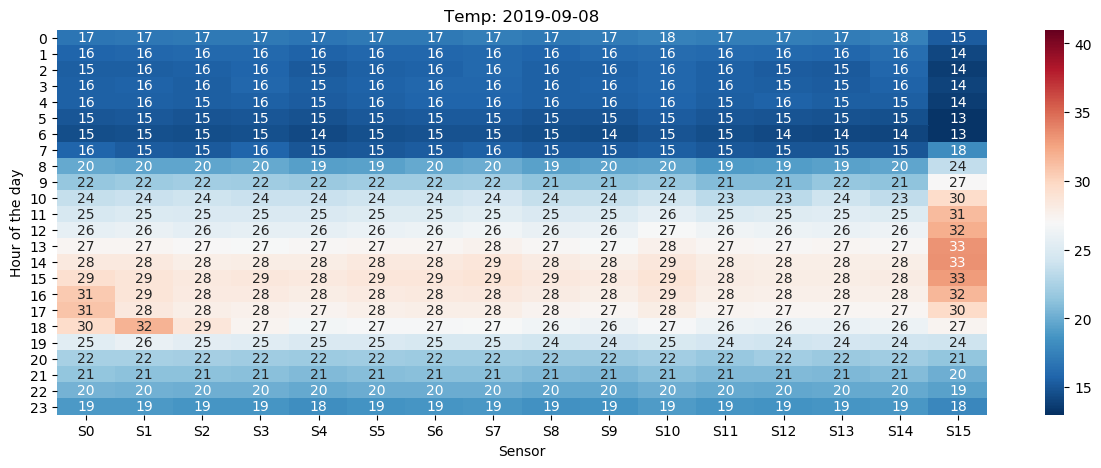 Temp: 2019-09-08
0 17 17 17 17 17 17 17 17 17 17 18 17 17 17 18 15
1 16 16 16 16 16 16 16 16 16 16 16 16 16 16 16 14
2 15 16 15 16 15 16 16 16 16 16 16 16 15 15 16 14
3 16 16 16 16 15 16 16 16 16 16 16 16 15 15 16 14
4 16 16 15 16 15 16 16 16 16 16 16 15 16 15 15 14
5 15 15 15 15 15 15 15 15 15 15 15 15 15 15 15 13
6 15 15 15 15 14 15 15 15 15 14 15 15 14 14 14 13
7 16 15 15 16 15 15 15 16 15 15 15 15 15 15 15 18
8 20 20 20 20 19 19 20 20 19 20 20 19 19 19 20 24
9 22 22 22 22 22 22 22 22 21 21 22 21 21 22 21 27
10 24 24 24 24 24 24 24 24 24 24 24 23 23 24 23 30
11 25 25 25 25 25 25 25 25 25 25 26 25 25 25 25 31
12 26 26 26 26 26 26 26 26 26 26 27 26 26 26 26 32
13 27 27 27 27 27 27 27 28 27 27 28 27 27 27 27 33
14 28 28 28 28 28 28 28 29 28 28 29 28 28 28 28 33
15 29 29 28 29 28 29 29 29 29 28 29 28 28 28 28 33
16 31 29 28 28 28 28 28 28 28 28 29 28 28 28 28 32
17 31 28 28 28 27 28 28 28 28 27 28 27 27 27 27 30
18 30 32 29 27 27 27 27 27 26 26 27 26 26 26 26 27
19 25 26 25 25 25 25 25 25 24 24 25 24 24 24 24 24
20 22 22 22 22 22 22 22 22 22 22 22 22 22 22 22 21
21 21 21 21 21 21 21 21 21 21 21 21 21 21 21 21 20
22 20 20 20 20 20 20 20 20 20 20 20 20 20 20 20 19
23 19 19 19 19 18 19 19 19 19 19 19 19 19 19 19 18
S0 S1 S2 S3 S4 S5 S6 S7 S8 S9 S10 S11 S12 S13 S14 S15
Sensor
Hour of the day
40
35
30
25
20
15